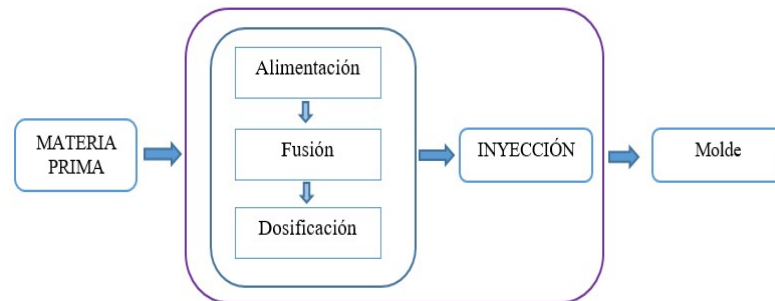 MATERIA
PRIMA
Alimentación
Fusión
Dosificación
INYECCIÓN
Molde